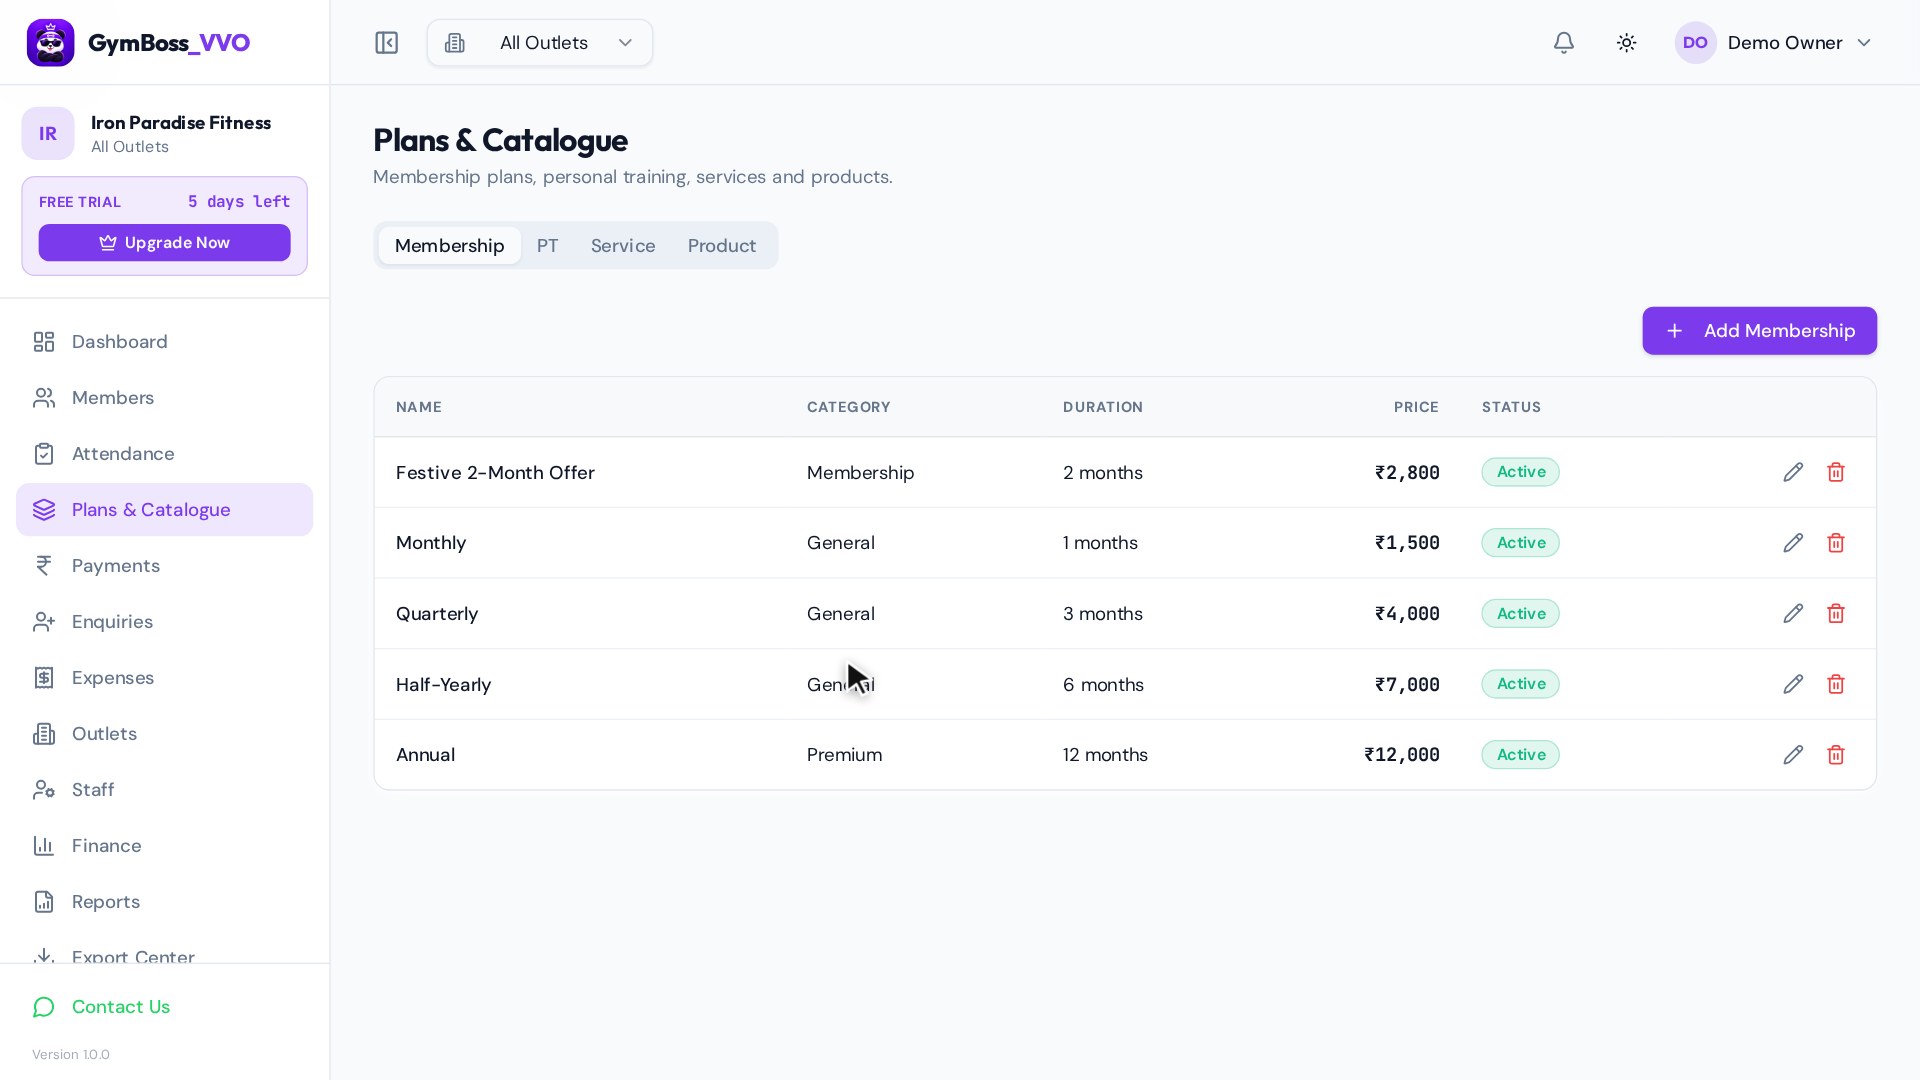 GymBoss_VVO
All Outlets
DO Demo Owner
IR Iron Paradise Fitness
All Outlets
FREE TRIAL 5 days left
Upgrade Now
Dashboard
Members
Attendance
Plans & Catalogue
Payments
Enquiries
Expenses
Outlets
Staff
Finance
Reports
Export Center
Contact Us
Version 1.0.0
Plans & Catalogue
Membership plans, personal training, services and products.
Membership PT Service Product
Add Membership
NAME CATEGORY DURATION PRICE STATUS
Festive 2-Month Offer Membership 2 months ₹2,800 Active
Monthly General 1 months ₹1,500 Active
Quarterly General 3 months ₹4,000 Active
Half-Yearly General 6 months ₹7,000 Active
Annual Premium 12 months ₹12,000 Active